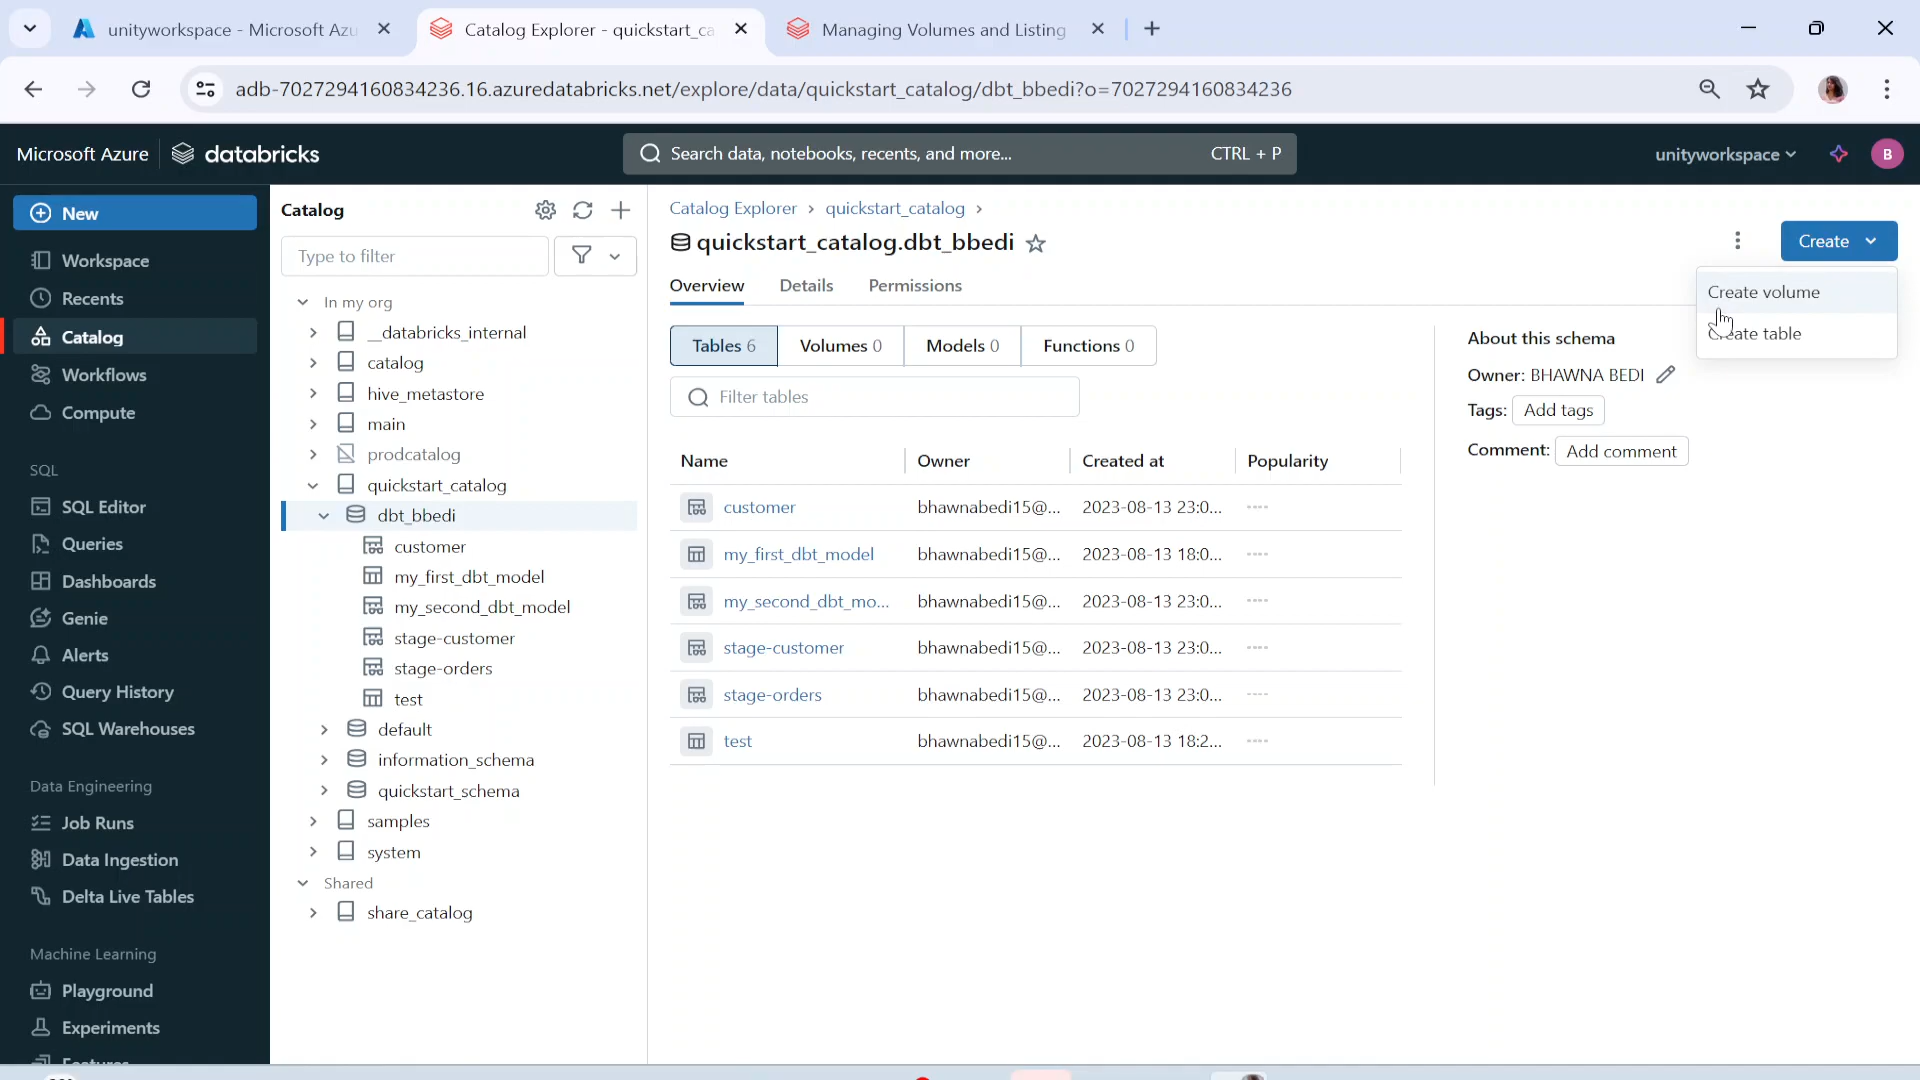 unityworkspace - Microsoft Azu
Catalog Explorer - quickstart_ca
Managing Volumes and Listing
adb-7027294160834236.16.azuredatabricks.net/explore/data/quickstart_catalog/dbt_bbedi?o=7027294160834236
Microsoft Azure
databricks
Search data, notebooks, recents, and more...
CTRL + P
unityworkspace
B
New
Workspace
Recents
Catalog
Workflows
Compute
SQL
SQL Editor
Queries
Dashboards
Genie
Alerts
Query History
SQL Warehouses
Data Engineering
Job Runs
Data Ingestion
Delta Live Tables
Machine Learning
Playground
Experiments
Features
Catalog
Type to filter
In my org
__databricks_internal
catalog
hive_metastore
main
prodcatalog
quickstart_catalog
dbt_bbedi
customer
my_first_dbt_model
my_second_dbt_model
stage-customer
stage-orders
test
default
information_schema
quickstart_schema
samples
system
Shared
share_catalog
Catalog Explorer › quickstart_catalog ›
quickstart_catalog.dbt_bbedi
Create
Create volume
Create table
Overview Details Permissions
Tables 6 Volumes 0 Models 0 Functions 0
Filter tables
Name Owner Created at Popularity
customer bhawnabedi15@... 2023-08-13 23:0...
my_first_dbt_model bhawnabedi15@... 2023-08-13 18:0...
my_second_dbt_mo... bhawnabedi15@... 2023-08-13 23:0...
stage-customer bhawnabedi15@... 2023-08-13 23:0...
stage-orders bhawnabedi15@... 2023-08-13 23:0...
test bhawnabedi15@... 2023-08-13 18:2...
About this schema
Owner: BHAWNA BEDI
Tags: Add tags
Comment: Add comment